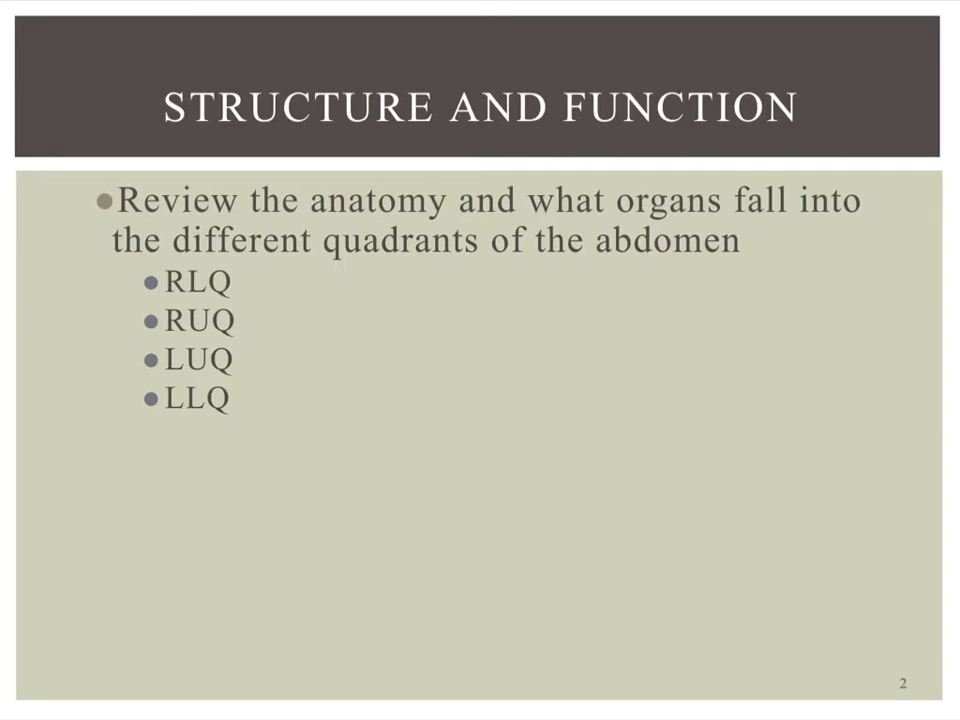 STRUCTURE AND FUNCTION
●Review the anatomy and what organs fall into
the different quadrants of the abdomen
●RLQ
●RUQ
●LUQ
●LLQ
2